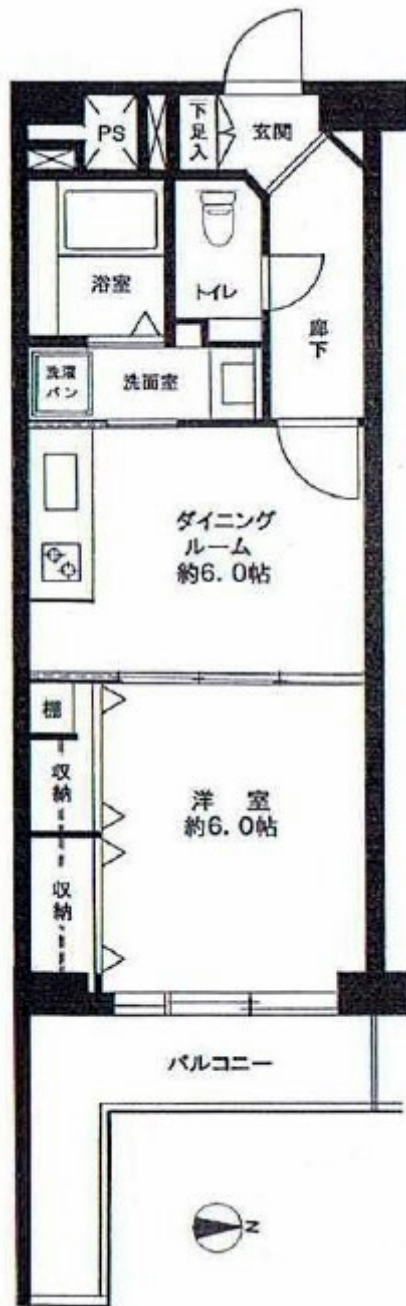 PS
下
足
入
玄関
浴室
トイレ
廊
下
洗濯
パン
洗面室
ダイニング
ルーム
約6.0帖
棚
収
納
洋 室
約6.0帖
収
納
バルコニー
N